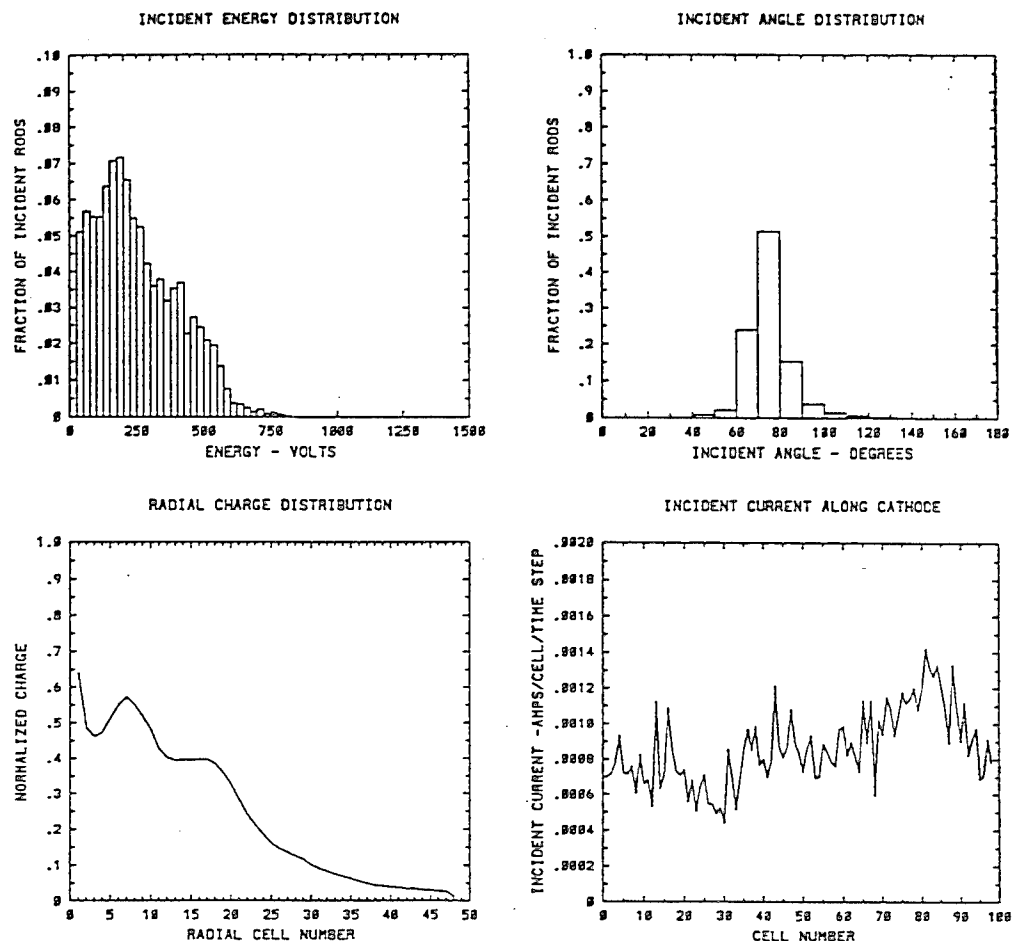 INCIDENT ENERGY DISTRIBUTION
FRACTION OF INCIDENT RODS
.10
.09
.08
.07
.06
.05
.04
.03
.02
.01
0
0 250 500 750 1000 1250 1500
ENERGY - VOLTS
INCIDENT ANGLE DISTRIBUTION
FRACTION OF INCIDENT RODS
1.0
.9
.8
.7
.6
.5
.4
.3
.2
.1
0
0 20 40 60 80 100 120 140 160 180
INCIDENT ANGLE - DEGREES
RADIAL CHARGE DISTRIBUTION
NORMALIZED CHARGE
1.0
.9
.8
.7
.6
.5
.4
.3
.2
.1
0
0 5 10 15 20 25 30 35 40 45 50
RADIAL CELL NUMBER
INCIDENT CURRENT ALONG CATHODE
INCIDENT CURRENT -AMPS/CELL/TIME STEP
.0020
.0018
.0016
.0014
.0012
.0010
.0008
.0006
.0004
.0002
0
0 10 20 30 40 50 60 70 80 90 100
CELL NUMBER